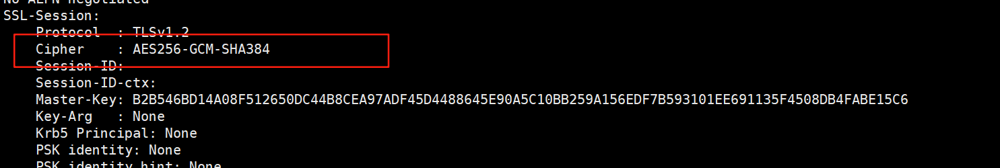 No ALPN negotiated
SSL-Session:
Protocol : TLSv1.2
Cipher : AES256-GCM-SHA384
Session-ID:
Session-ID-ctx:
Master-Key: B2B546BD14A08F512650DC44B8CEA97ADF45D4488645E90A5C10BB259A156EDF7B593101EE691135F4508DB4FABE15C6
Key-Arg : None
Krb5 Principal: None
PSK identity: None
PSK identity hint: None